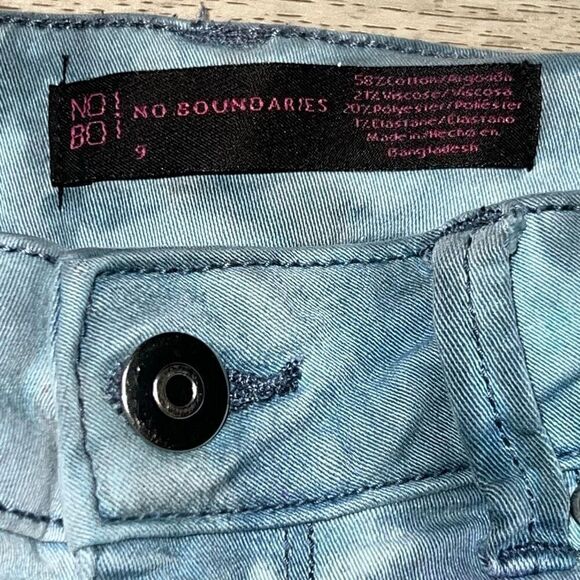 NO!
BO!
NO BOUNDARIES
9
58% Cotton/Algodón
21% Viscose/Viscosa
20% Polyester/Poliéster
1% Elastane/Elastano
Made in/Hecho en
Bangladesh